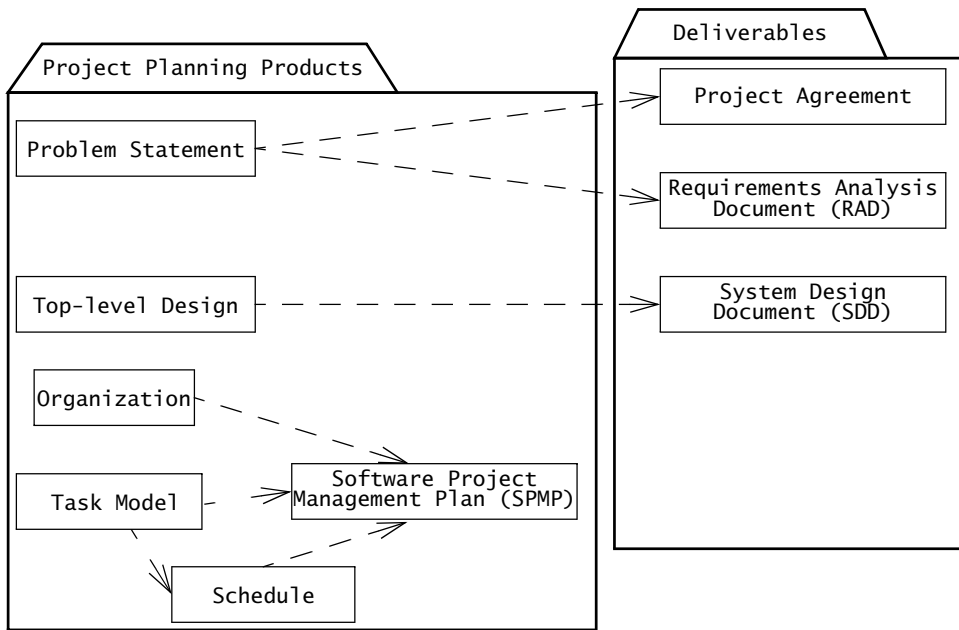 Project Planning Products
Problem Statement
Top-level Design
Organization
Task Model
Software Project
Management Plan (SPMP)
Schedule
Deliverables
Project Agreement
Requirements Analysis
Document (RAD)
System Design
Document (SDD)